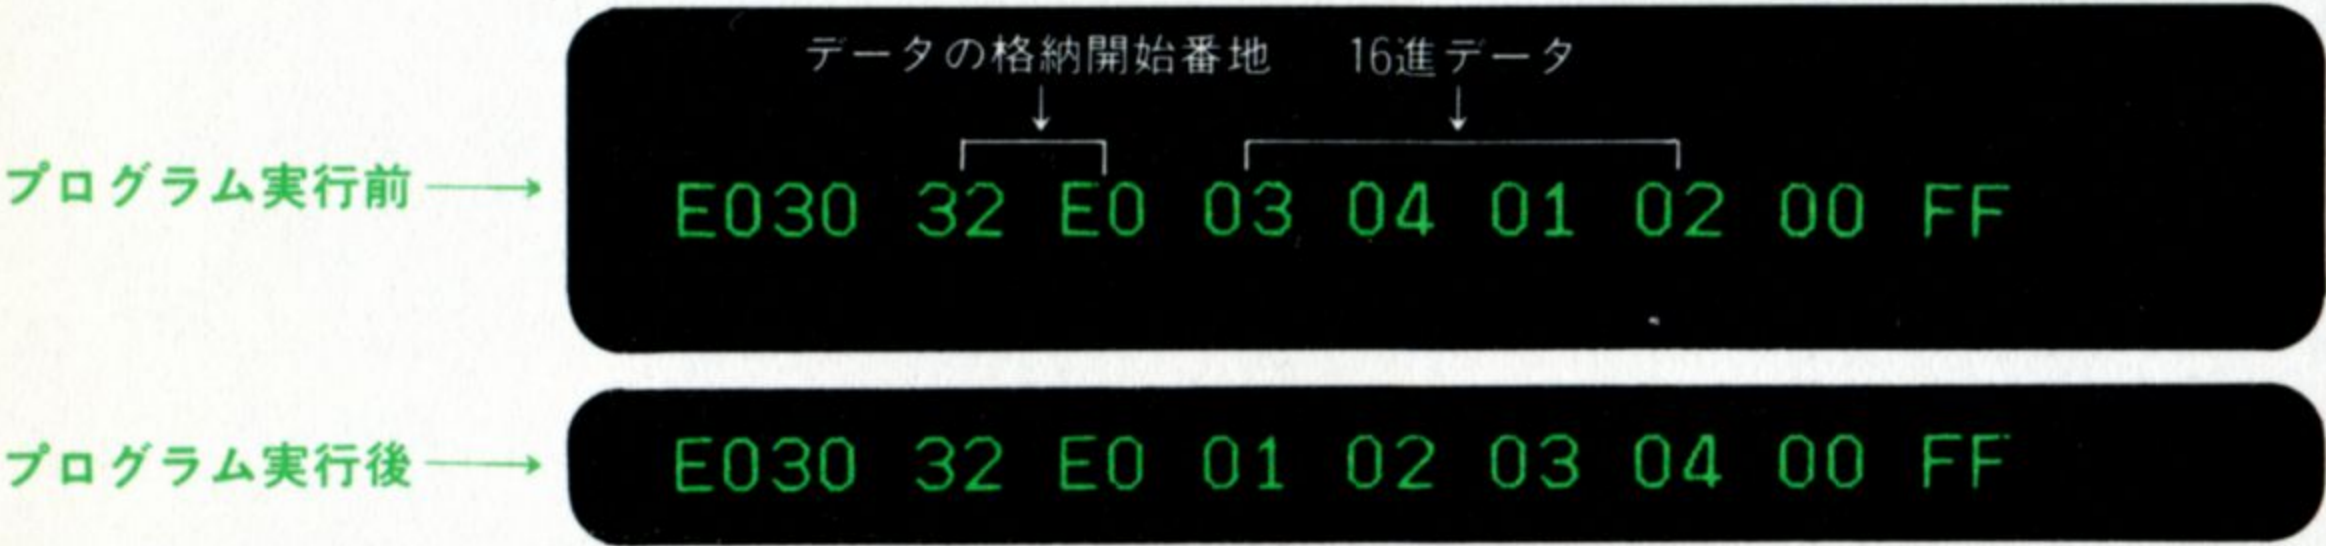 データの格納開始番地 16進データ
プログラム実行前 E030 32 E0 03 04 01 02 00 FF
プログラム実行後 E030 32 E0 01 02 03 04 00 FF